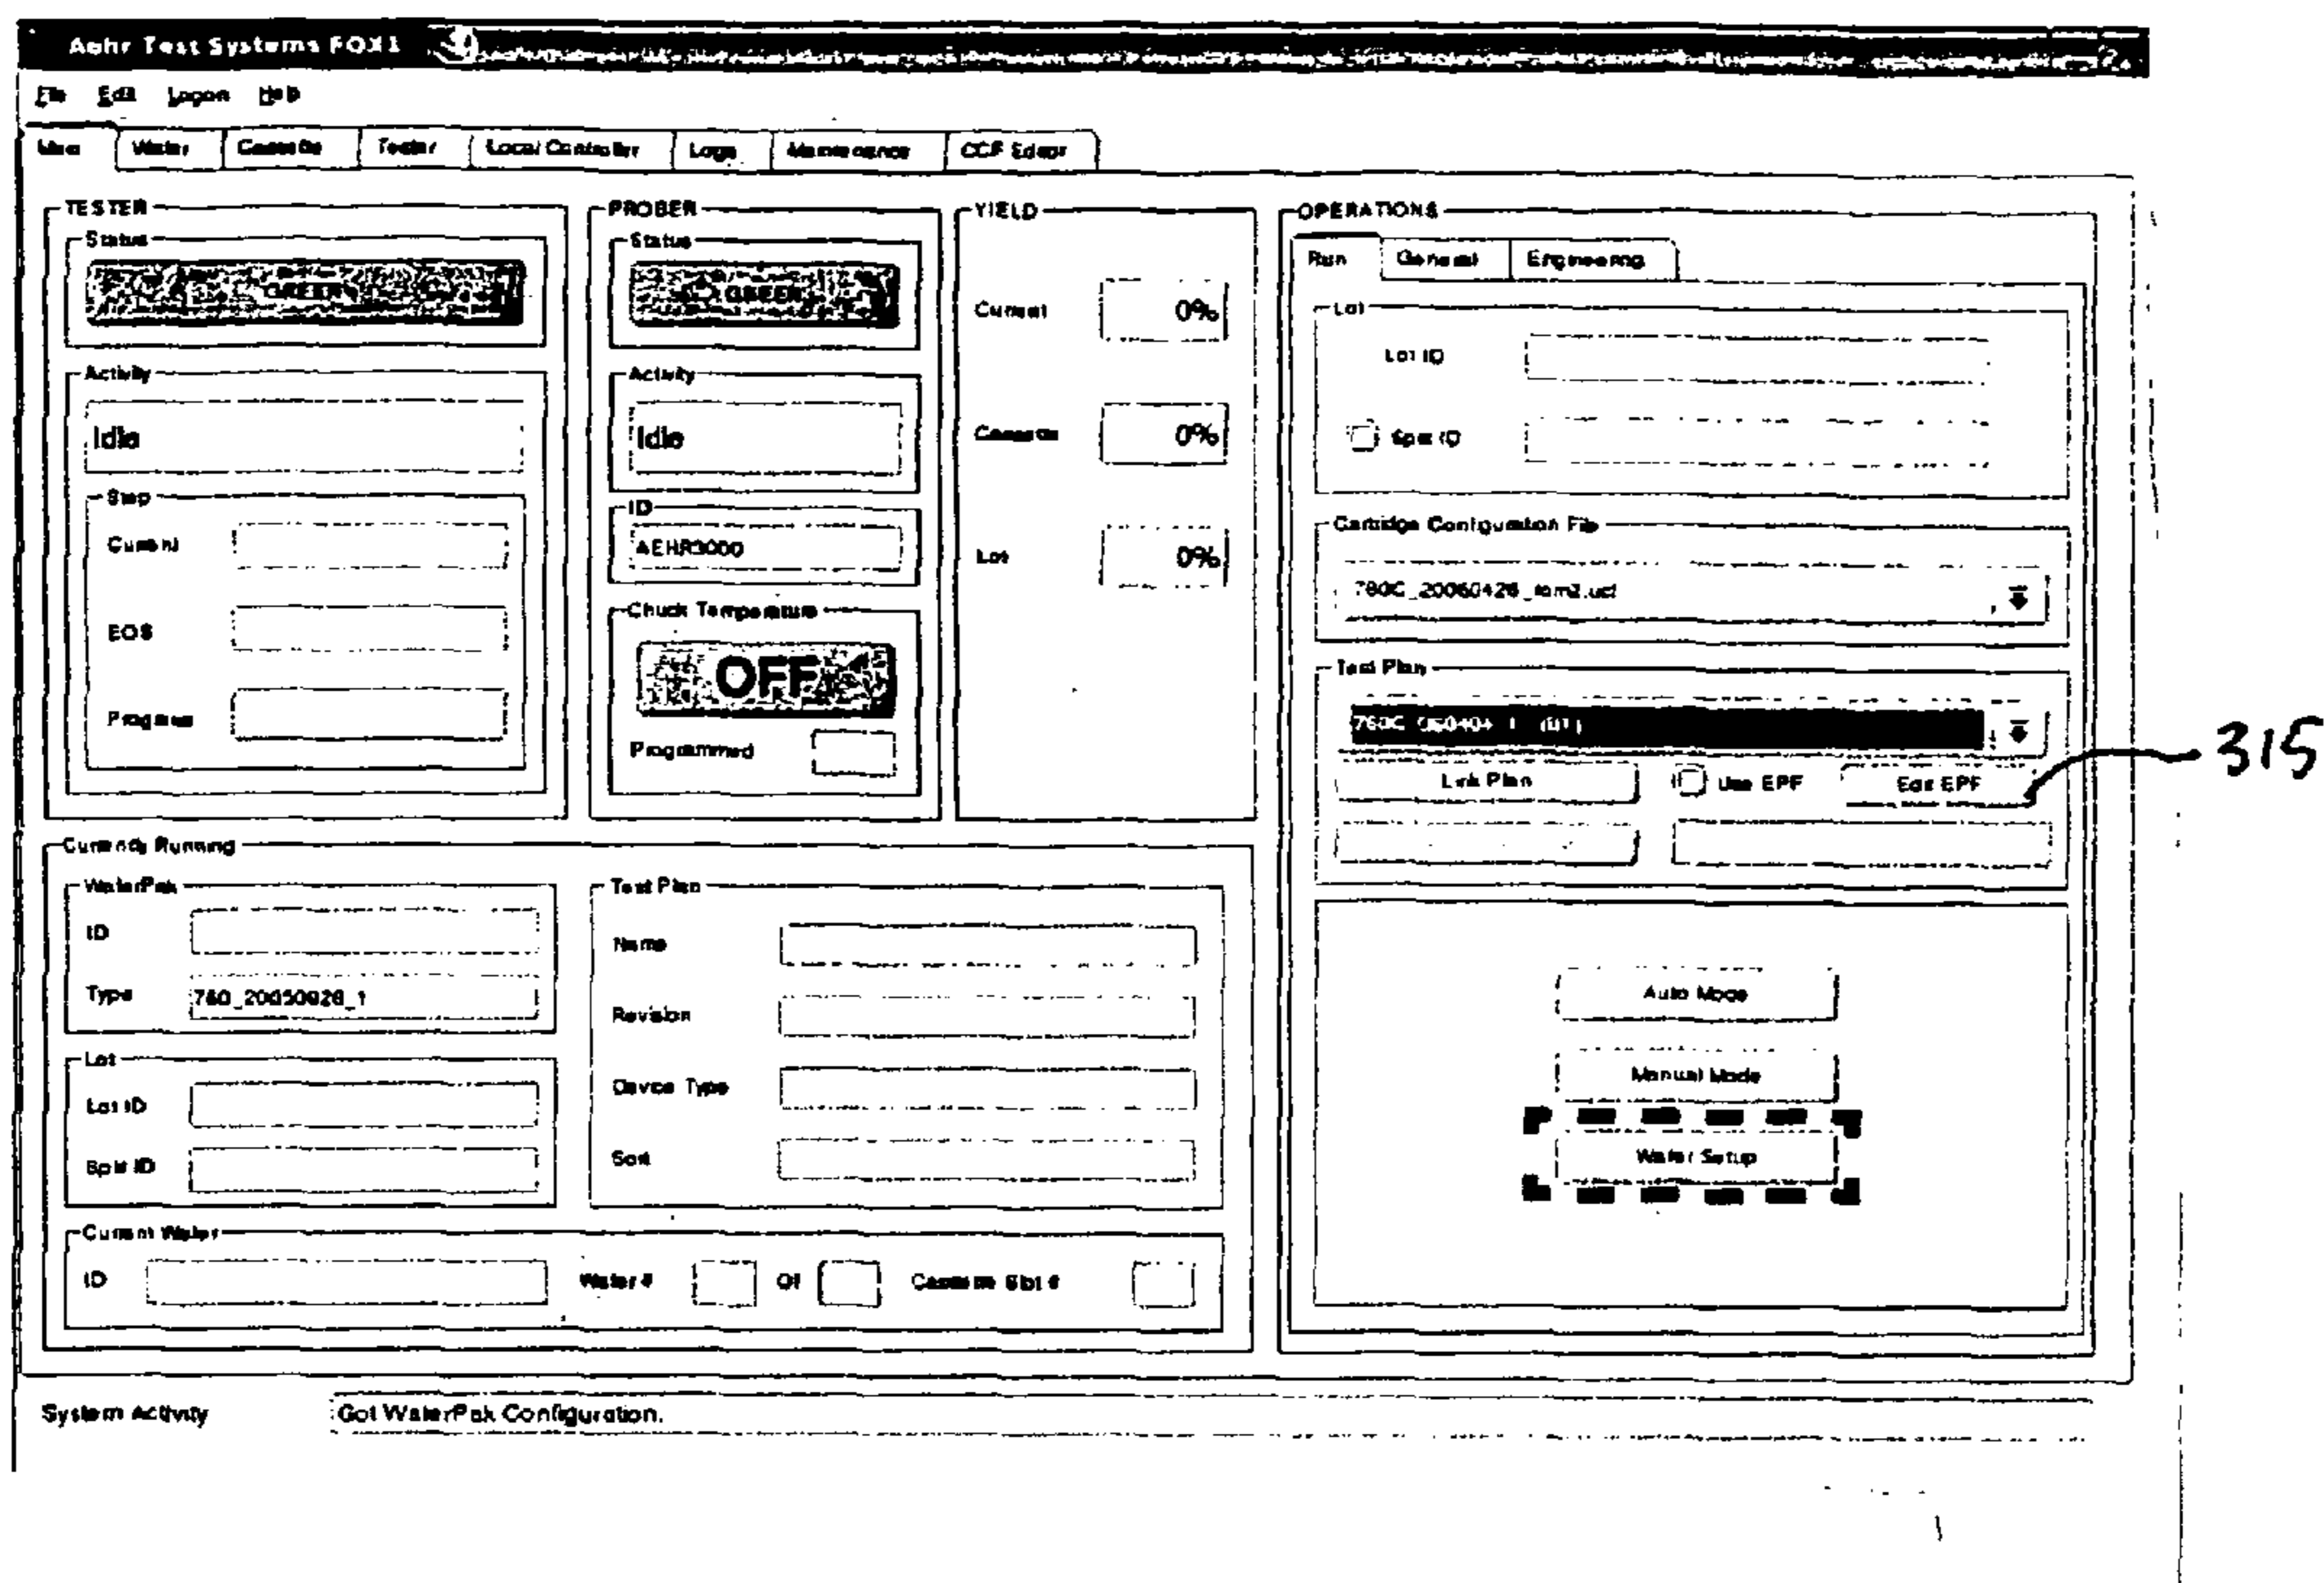 Aehr Test Systems FOX1
File Edit Logon Help
Main Wafer Cassette Tester Local Controller Logs Maintenance CCF Editor
TESTER
Status
GREEN
Activity
Idle
Step
Current
EOS
Progress
PROBER
Status
GREEN
Activity
Idle
ID
AEHR3000
Chuck Temperature
OFF
Programmed
YIELD
Current 0%
Cassette 0%
Lot 0%
OPERATIONS
Run General Engineering
Lot
Lot ID
Split ID
Cartridge Configuration File
Test Plan
Link Plan Use EPF Edit EPF
315
Auto Mode
Manual Mode
Wafer Setup
Currently Running
WaferPak
ID
Type
Lot
Lot ID
Split ID
Test Plan
Name
Revision
Device Type
Sort
Current Wafer
ID Wafer # Of Cassette Slot #
System Activity Got WaferPak Configuration.